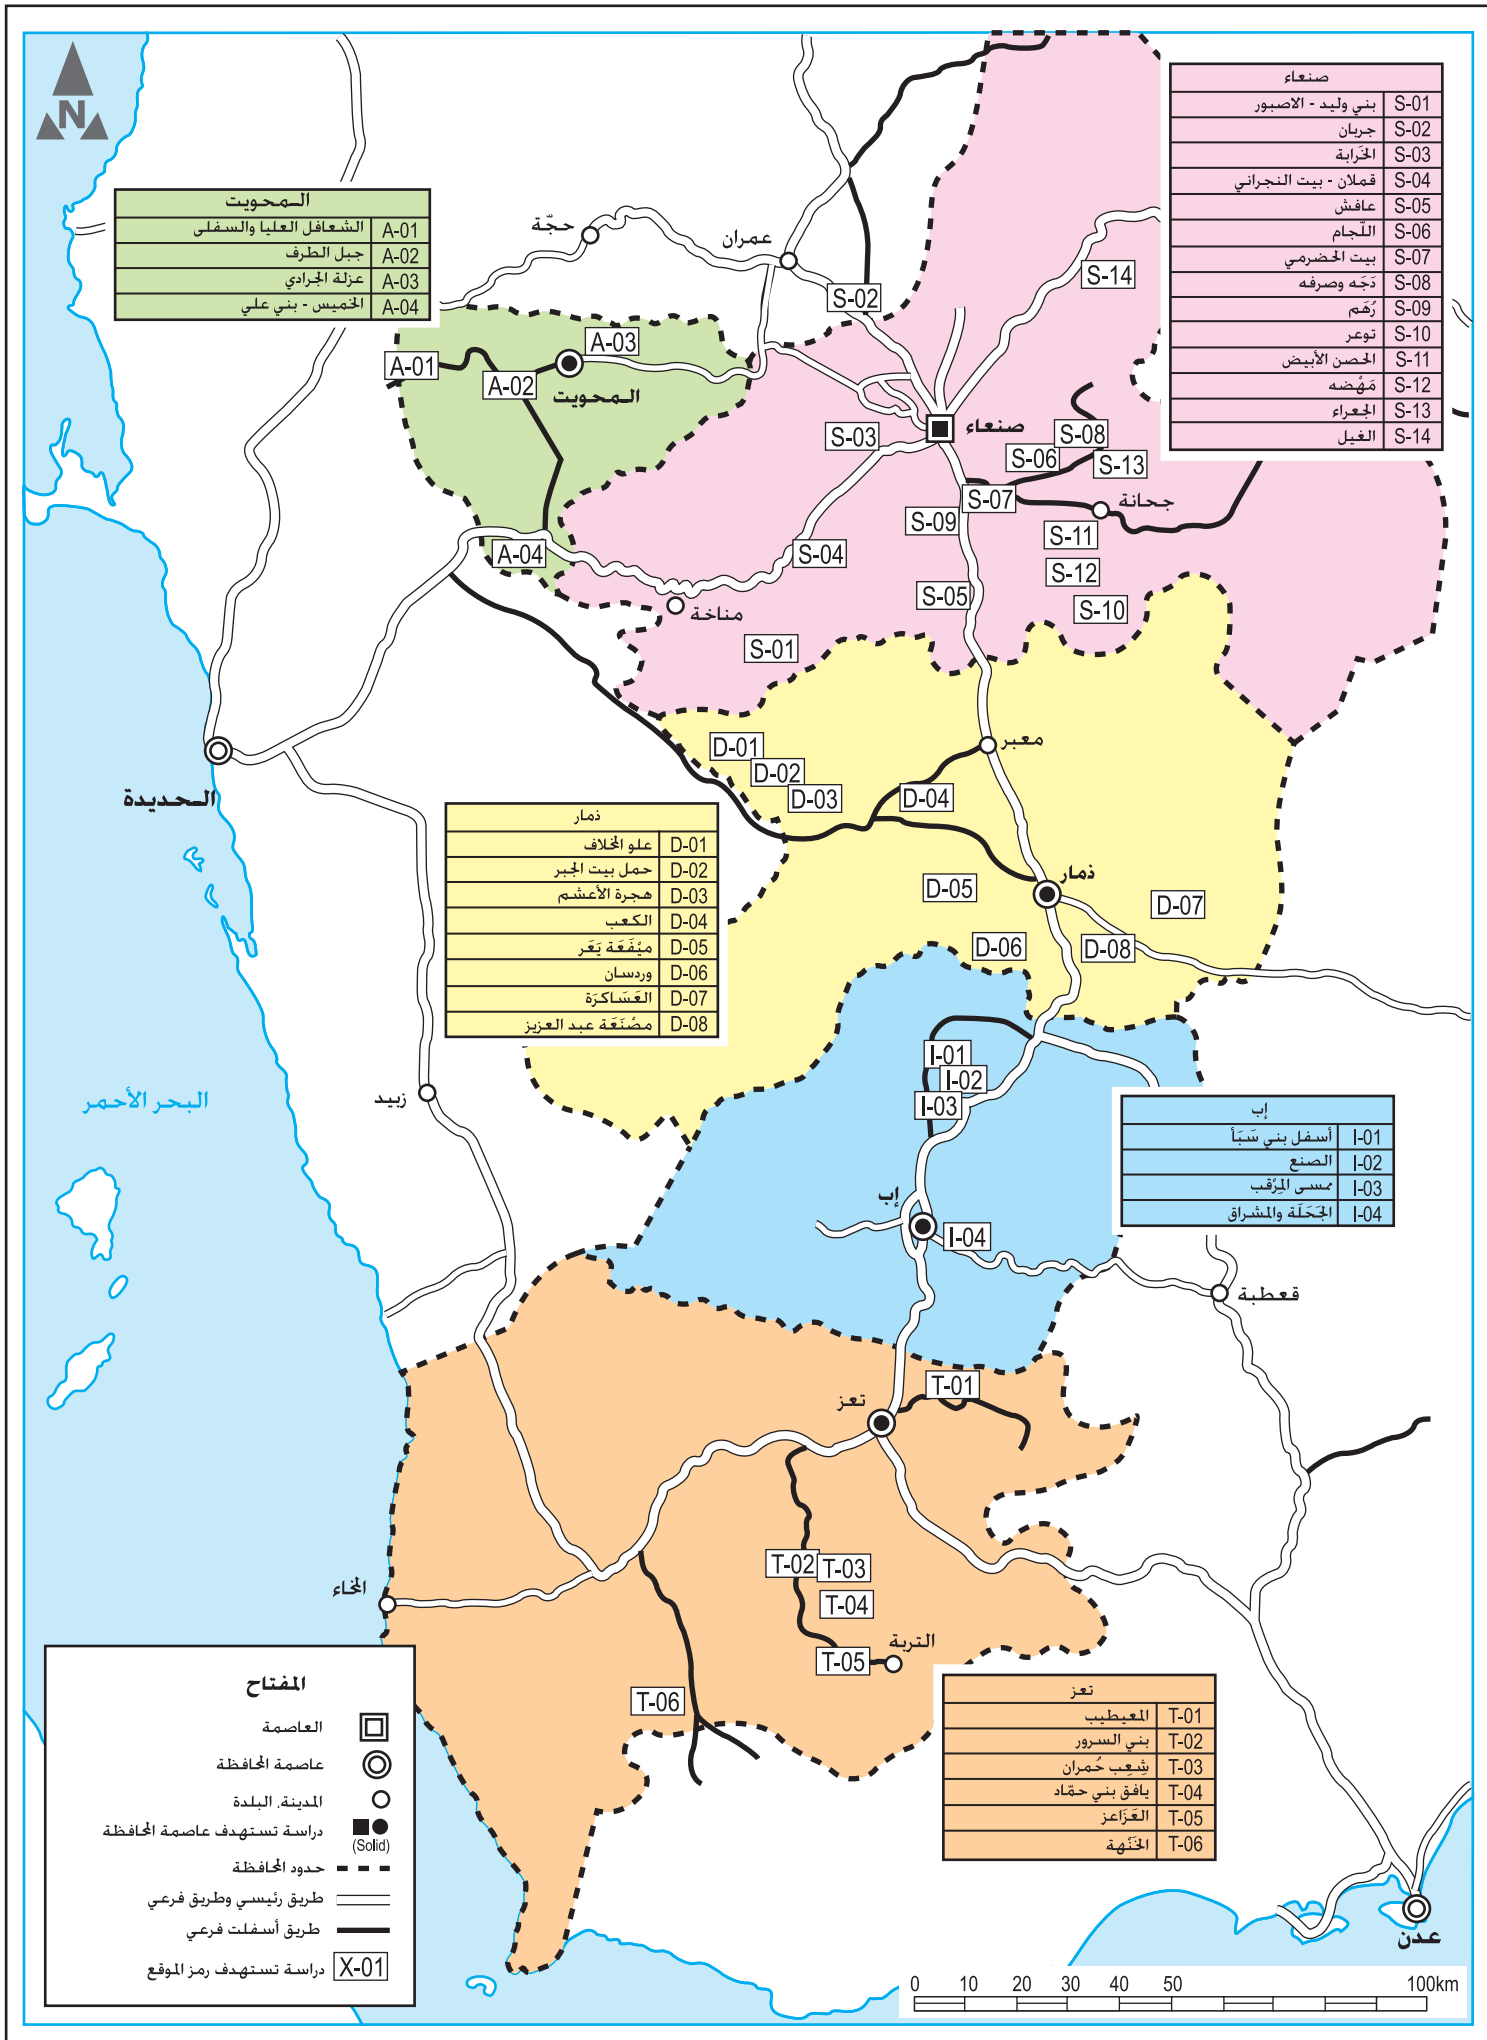 N
صنعاء
S-01 بني وليد - الاصبور
S-02 جربان
S-03 الخَرابة
S-04 قملان - بيت النجراني
S-05 عافش
S-06 اللّجام
S-07 بيت الحضرمي
S-08 دَجَه وصرفه
S-09 رُهَم
S-10 توعر
S-11 الحصن الأبيض
S-12 مَهْضه
S-13 الجعراء
S-14 الغيل
المحويت
A-01 الشعافل العليا والسفلى
A-02 جبل الطرف
A-03 عزلة الجرادي
A-04 الخميس - بني علي
حجّة
عمران
S-02
S-14
A-03
A-01
A-02
المحويت
صنعاء
S-03
S-08
S-06
S-13
S-07
جحانة
S-09
S-11
A-04
S-04
S-12
S-05
S-10
مناخة
S-01
معبر
D-01
D-02
D-03
D-04
الحديدة
ذمار
D-01 علو المخلاف
D-02 حمل بيت الجبر
D-03 هجرة الأعشم
D-04 الكعب
D-05 ميْفَعَة يَعَر
D-06 وردسان
D-07 العَسَاكرَة
D-08 مصْنَعَة عبد العزيز
ذمار
D-05
D-07
D-06
D-08
I-01
I-02
I-03
زبيد
البحر الأحمر
إب
I-01 أسفل بني سَبَأ
I-02 الصنع
I-03 ممسى المِرْقب
I-04 الجَحَلَة والمشراق
إب
I-04
قعطبة
T-01
تعز
T-02
T-03
T-04
المخاء
التربة
T-05
T-06
تعز
T-01 المعيطيب
T-02 بني السرور
T-03 شِعِب حُمران
T-04 يافق بني حمّاد
T-05 العَزَاعز
T-06 الخَنْهة
المفتاح
العاصمة
عاصمة المحافظة
المدينة, البلدة
دراسة تستهدف عاصمة المحافظة
(Solid)
حدود المحافظة
طريق رئيسي وطريق فرعي
طريق أسفلت فرعي
X-01 دراسة تستهدف رمز الموقع
عدن
0 10 20 30 40 50 100km